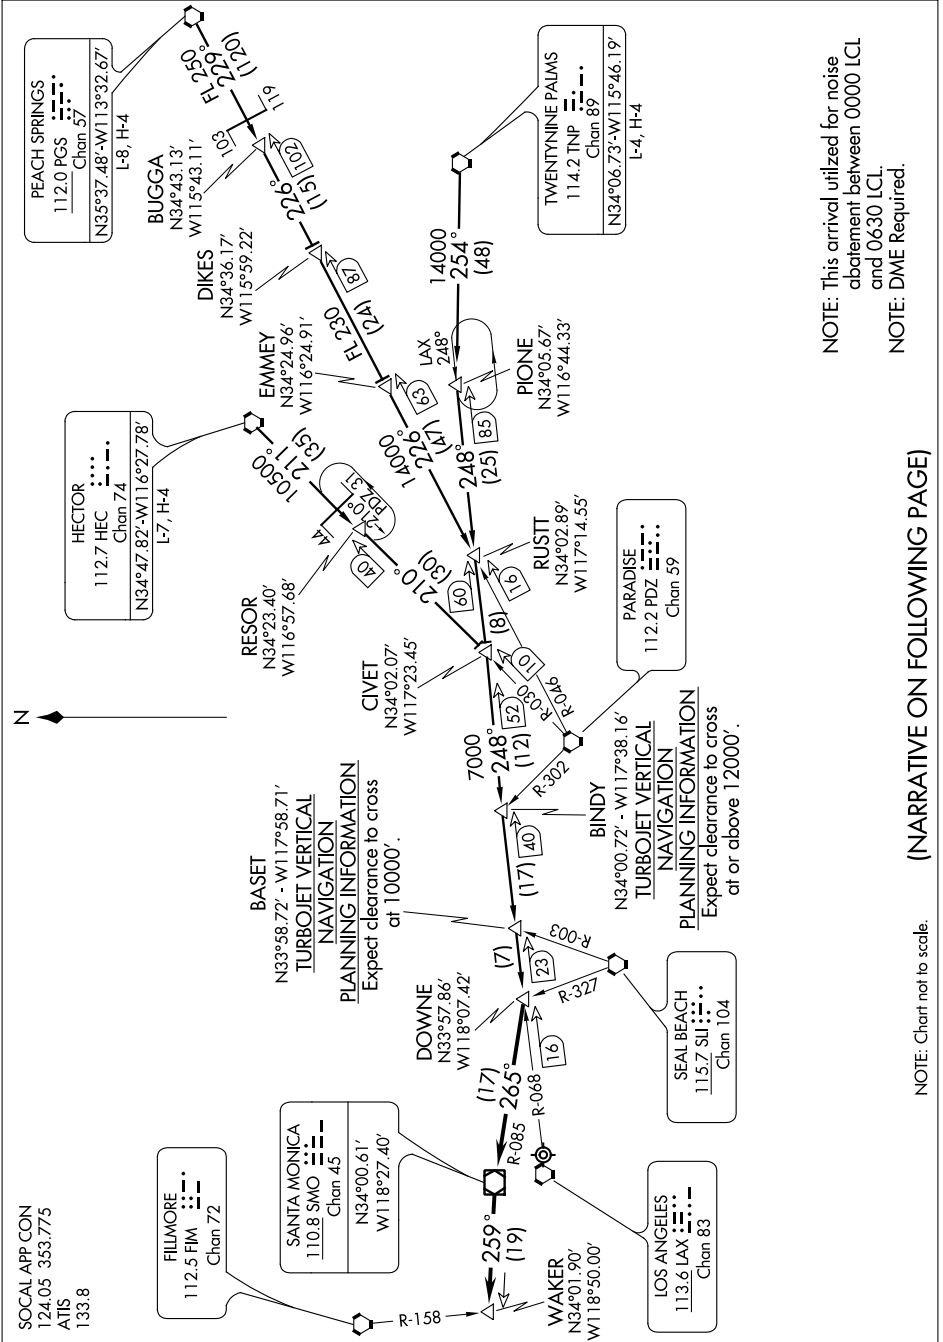 SOCAL APP CON
124.05 353.775
ATIS
133.8
FILLMORE
112.5 FIM
Chan 72
R-158
SANTA MONICA
110.8 SMO
Chan 45
N34°00.61′
W118°27.40′
259°
(19)
WAKER
N34°01.90′
W118°50.00′
LOS ANGELES
113.6 LAX
Chan 83
R-085
R-068
(17)
265°
16
DOWNE
N33°57.86′
W118°07.42′
SEAL BEACH
115.7 SLI
Chan 104
R-327
R-003
(7)
23
BASET
N33°58.72′ - W117°58.71′
TURBOJET VERTICAL
NAVIGATION
PLANNING INFORMATION
Expect clearance to cross
at 10000′.
(17)
40
BINDY
N34°00.72′ - W117°38.16′
TURBOJET VERTICAL
NAVIGATION
PLANNING INFORMATION
Expect clearance to cross
at or above 12000′.
7000
248°
(12)
52
R-302
R-030
R-046
10
PARADISE
112.2 PDZ
Chan 59
N
CIVET
N34°02.07′
W117°23.45′
(8)
60
16
RUSTT
N34°02.89′
W117°14.55′
210°
(30)
RESOR
N34°23.40′
W116°57.68′
40
44
210°
PDZ 31
10500
211°
(35)
HECTOR
112.7 HEC
Chan 74
N34°47.82′-W116°27.78′
L-7, H-4
14000
226°
(47)
63
EMMEY
N34°24.96′
W116°24.91′
FL 230
(24)
87
DIKES
N34°36.17′
W115°59.22′
226°
(15)
102
BUGGA
N34°43.13′
W115°43.11′
103
119
FL 250
229°
(120)
PEACH SPRINGS
112.0 PGS
Chan 57
N35°37.48′-W113°32.67′
L-8, H-4
248°
(25)
85
LAX
248°
PIONE
N34°05.67′
W116°44.33′
14000
254°
(48)
TWENTYNINE PALMS
114.2 TNP
Chan 89
N34°06.73′-W115°46.19′
L-4, H-4
NOTE: This arrival utilized for noise
abatement between 0000 LCL
and 0630 LCL.
NOTE: DME Required.
NOTE: Chart not to scale.
(NARRATIVE ON FOLLOWING PAGE)